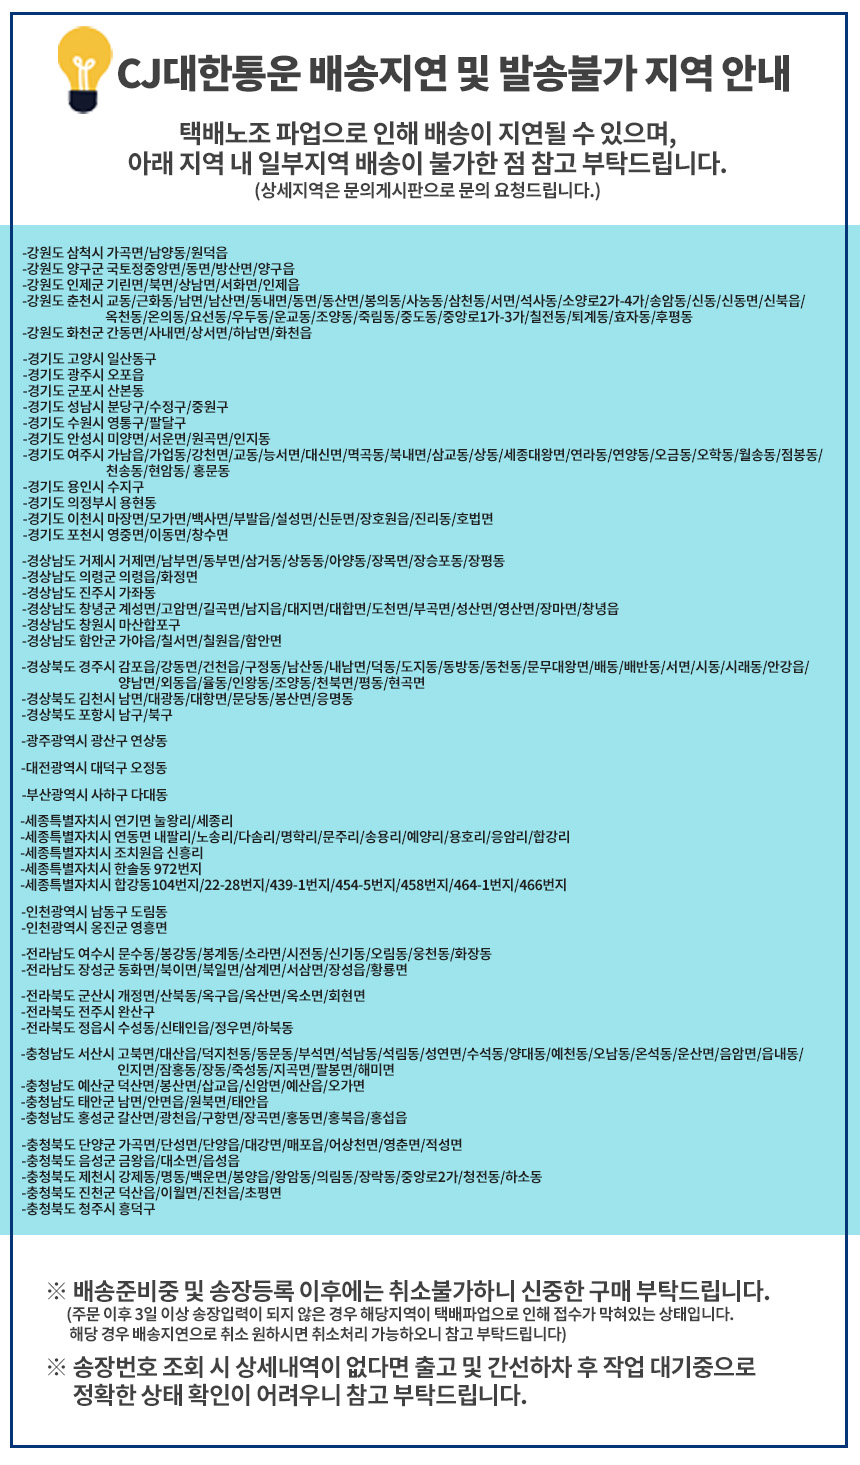 CJ대한통운 배송지연 및 발송불가 지역 안내
택배노조 파업으로 인해 배송이 지연될 수 있으며,
아래 지역 내 일부지역 배송이 불가한 점 참고 부탁드립니다.
(상세지역은 문의게시판으로 문의 요청드립니다.)
-강원도 삼척시 가곡면/남양동/원덕읍
-강원도 양구군 국토정중앙면/동면/방산면/양구읍
-강원도 인제군 기린면/북면/상남면/서화면/인제읍
-강원도 춘천시 교동/근화동/남면/남산면/동내면/동면/동산면/봉의동/사농동/삼천동/서면/석사동/소양로2가-4가/송암동/신동/신동면/신북읍/
옥천동/온의동/요선동/우두동/운교동/조양동/죽림동/중도동/중앙로1가-3가/칠전동/퇴계동/효자동/후평동
-강원도 화천군 간동면/사내면/상서면/하남면/화천읍
-경기도 고양시 일산동구
-경기도 광주시 오포읍
-경기도 군포시 산본동
-경기도 성남시 분당구/수정구/중원구
-경기도 수원시 영통구/팔달구
-경기도 안성시 미양면/서운면/원곡면/인지동
-경기도 여주시 가남읍/가업동/강천면/교동/능서면/대신면/멱곡동/북내면/삼교동/상동/세종대왕면/연라동/연양동/오금동/오학동/월송동/점봉동/
천송동/현암동/ 홍문동
-경기도 용인시 수지구
-경기도 의정부시 용현동
-경기도 이천시 마장면/모가면/백사면/부발읍/설성면/신둔면/장호원읍/진리동/호법면
-경기도 포천시 영중면/이동면/창수면
-경상남도 거제시 거제면/남부면/동부면/삼거동/상동동/아양동/장목면/장승포동/장평동
-경상남도 의령군 의령읍/화정면
-경상남도 진주시 가좌동
-경상남도 창녕군 계성면/고암면/길곡면/남지읍/대지면/대합면/도천면/부곡면/성산면/영산면/장마면/창녕읍
-경상남도 창원시 마산합포구
-경상남도 함안군 가야읍/칠서면/칠원읍/함안면
-경상북도 경주시 감포읍/강동면/건천읍/구정동/남산동/내남면/덕동/도지동/동방동/동천동/문무대왕면/배동/배반동/서면/시동/시래동/안강읍/
양남면/외동읍/율동/인왕동/조양동/천북면/평동/현곡면
-경상북도 김천시 남면/대광동/대항면/문당동/봉산면/응명동
-경상북도 포항시 남구/북구
-광주광역시 광산구 연상동
-대전광역시 대덕구 오정동
-부산광역시 사하구 다대동
-세종특별자치시 연기면 눌왕리/세종리
-세종특별자치시 연동면 내팔리/노송리/다솜리/명학리/문주리/송용리/예양리/용호리/응암리/합강리
-세종특별자치시 조치원읍 신흥리
-세종특별자치시 한솔동 972번지
-세종특별자치시 합강동104번지/22-28번지/439-1번지/454-5번지/458번지/464-1번지/466번지
-인천광역시 남동구 도림동
-인천광역시 옹진군 영흥면
-전라남도 여수시 문수동/봉강동/봉계동/소라면/시전동/신기동/오림동/웅천동/화장동
-전라남도 장성군 동화면/북이면/북일면/삼계면/서삼면/장성읍/황룡면
-전라북도 군산시 개정면/산북동/옥구읍/옥산면/옥소면/회현면
-전라북도 전주시 완산구
-전라북도 정읍시 수성동/신태인읍/정우면/하북동
-충청남도 서산시 고북면/대산읍/덕지천동/동문동/부석면/석남동/석림동/성연면/수석동/양대동/예천동/오남동/온석동/운산면/음암면/읍내동/
인지면/잠홍동/장동/죽성동/지곡면/팔봉면/해미면
-충청남도 예산군 덕산면/봉산면/삽교읍/신암면/예산읍/오가면
-충청남도 태안군 남면/안면읍/원북면/태안읍
-충청남도 홍성군 갈산면/광천읍/구항면/장곡면/홍동면/홍북읍/홍섭읍
-충청북도 단양군 가곡면/단성면/단양읍/대강면/매포읍/어상천면/영춘면/적성면
-충청북도 음성군 금왕읍/대소면/음성읍
-충청북도 제천시 강제동/명동/백운면/봉양읍/왕암동/의림동/장락동/중앙로2가/청전동/하소동
-충청북도 진천군 덕산읍/이월면/진천읍/초평면
-충청북도 청주시 흥덕구
※ 배송준비중 및 송장등록 이후에는 취소불가하니 신중한 구매 부탁드립니다.
(주문 이후 3일 이상 송장입력이 되지 않은 경우 해당지역이 택배파업으로 인해 접수가 막혀있는 상태입니다.
해당 경우 배송지연으로 취소 원하시면 취소처리 가능하오니 참고 부탁드립니다)
※ 송장번호 조회 시 상세내역이 없다면 출고 및 간선하차 후 작업 대기중으로
정확한 상태 확인이 어려우니 참고 부탁드립니다.